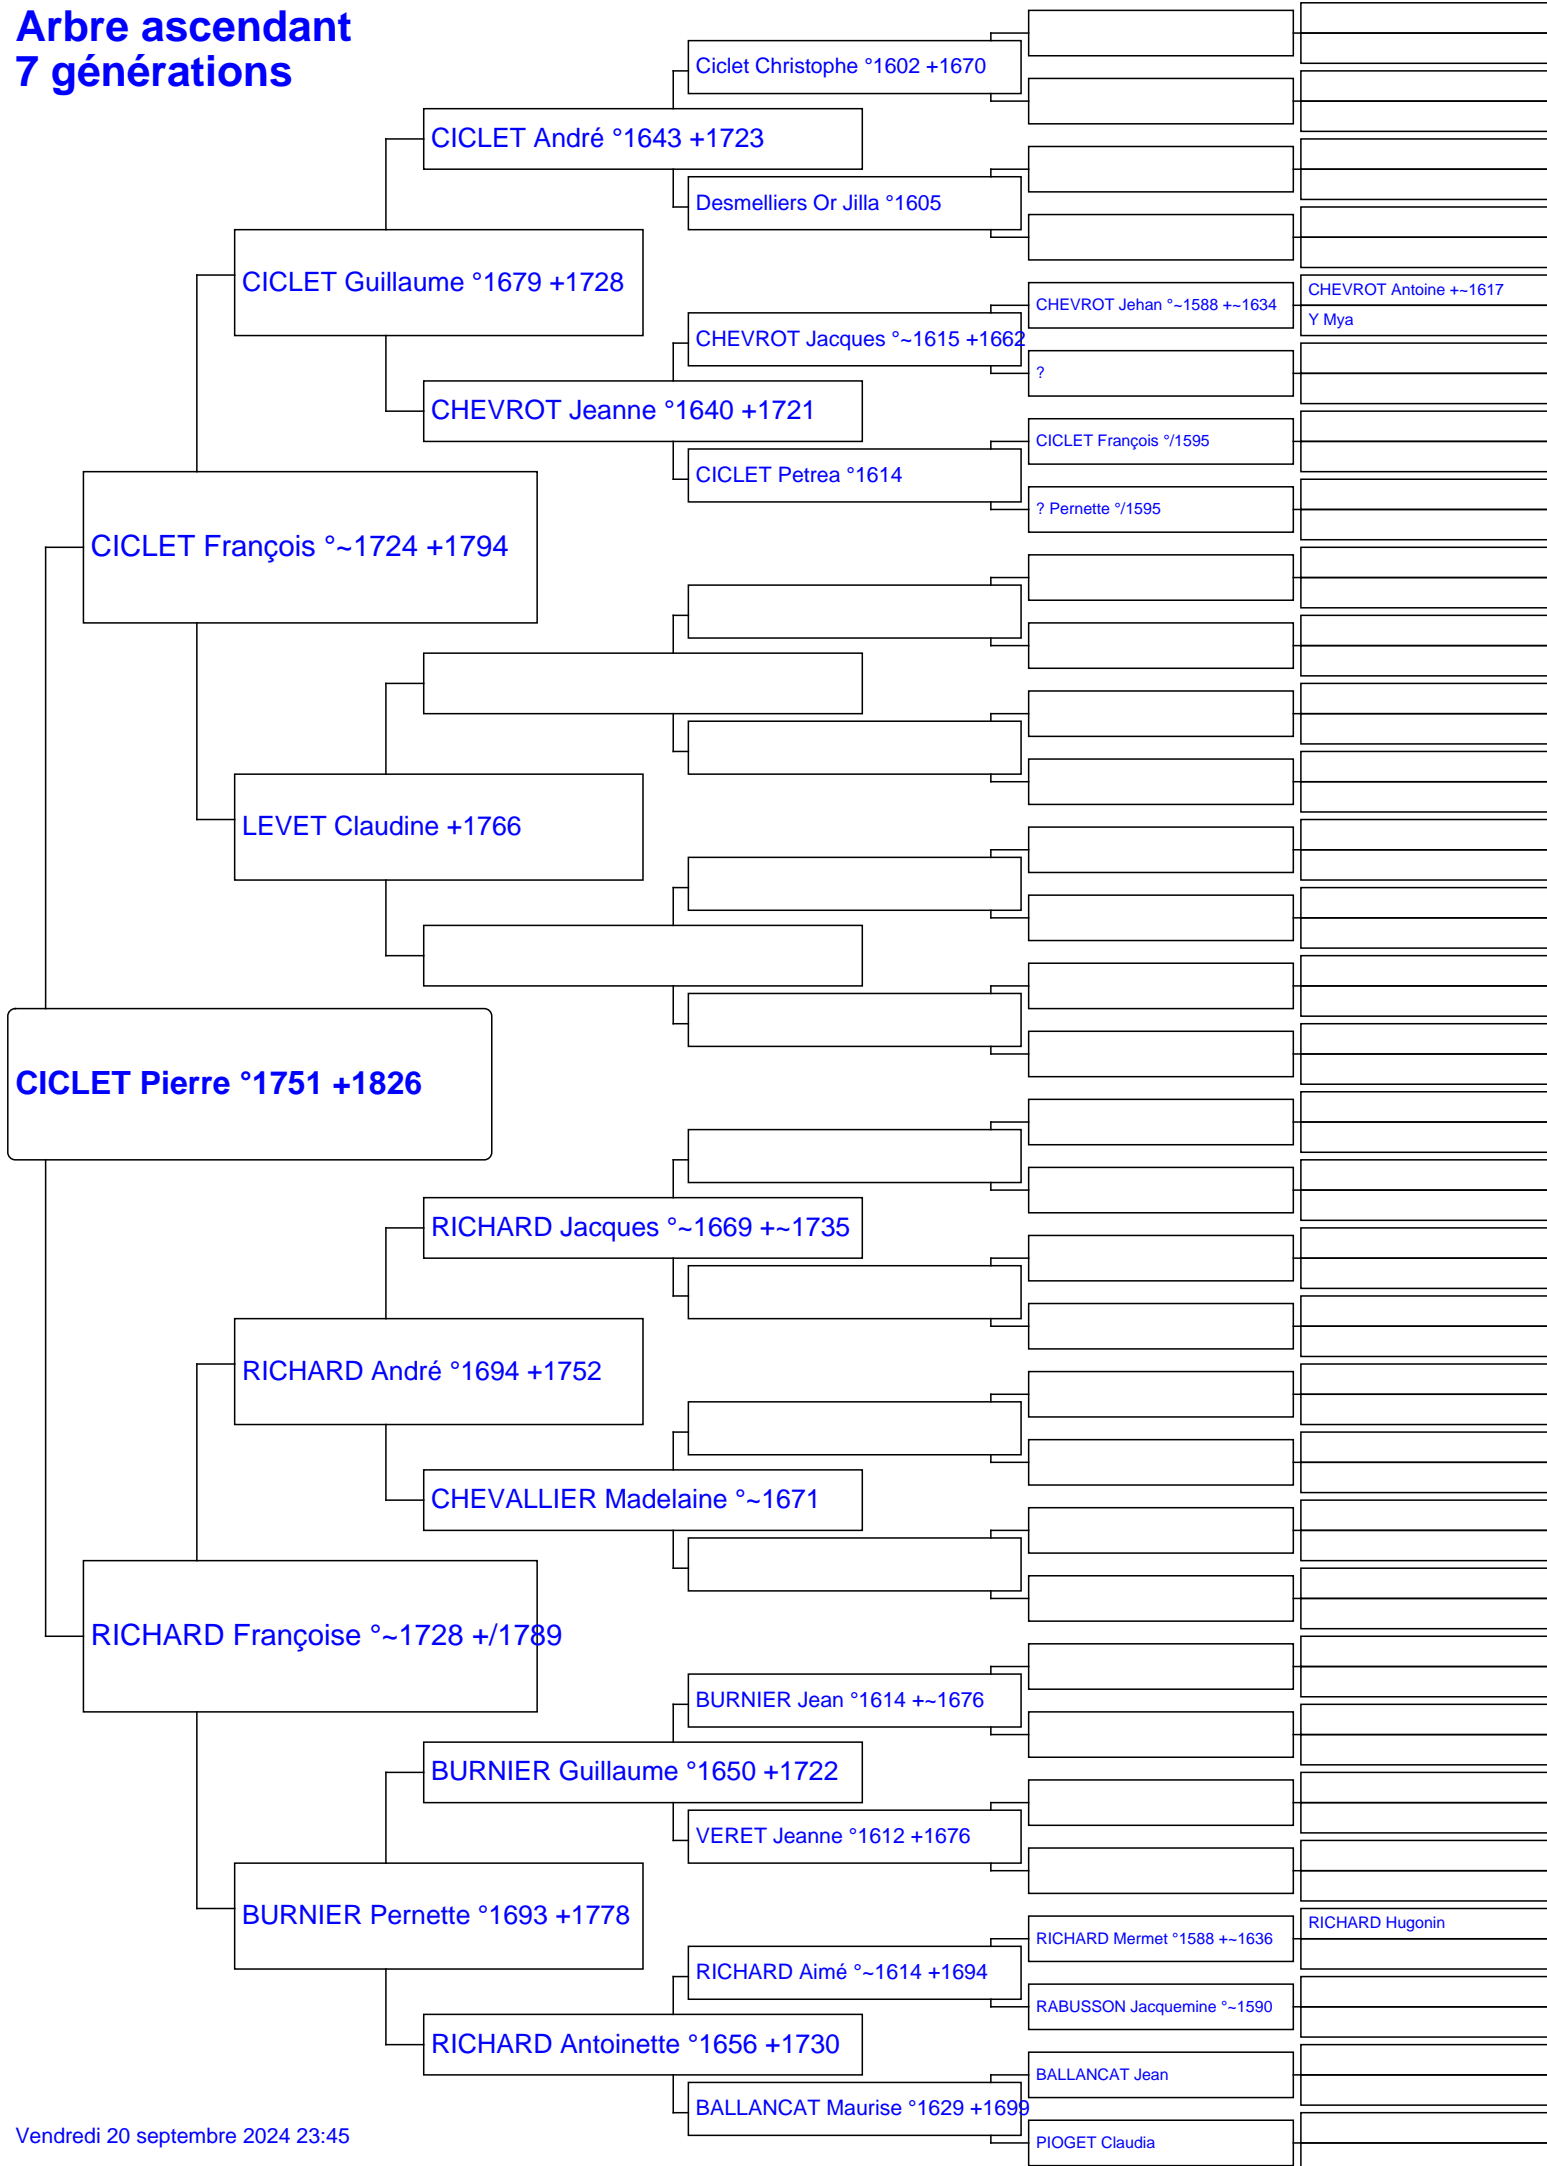 Arbre ascendant
7 générations
Ciclet Christophe °1602 +1670
CICLET André °1643 +1723
Desmelliers Or Jilla °1605
CICLET Guillaume °1679 +1728
CHEVROT Antoine +~1617
CHEVROT Jehan °~1588 +~1634
Y Mya
CHEVROT Jacques °~1615 +1662
?
CHEVROT Jeanne °1640 +1721
CICLET François °/1595
CICLET Petrea °1614
? Pernette °/1595
CICLET François °~1724 +1794
LEVET Claudine +1766
CICLET Pierre °1751 +1826
RICHARD Jacques °~1669 +~1735
RICHARD André °1694 +1752
CHEVALLIER Madelaine °~1671
RICHARD Françoise °~1728 +/1789
BURNIER Jean °1614 +~1676
BURNIER Guillaume °1650 +1722
VERET Jeanne °1612 +1676
BURNIER Pernette °1693 +1778
RICHARD Hugonin
RICHARD Mermet °1588 +~1636
RICHARD Aimé °~1614 +1694
RABUSSON Jacquemine °~1590
RICHARD Antoinette °1656 +1730
BALLANCAT Jean
BALLANCAT Maurise °1629 +1699
PIOGET Claudia
Vendredi 20 septembre 2024 23:45